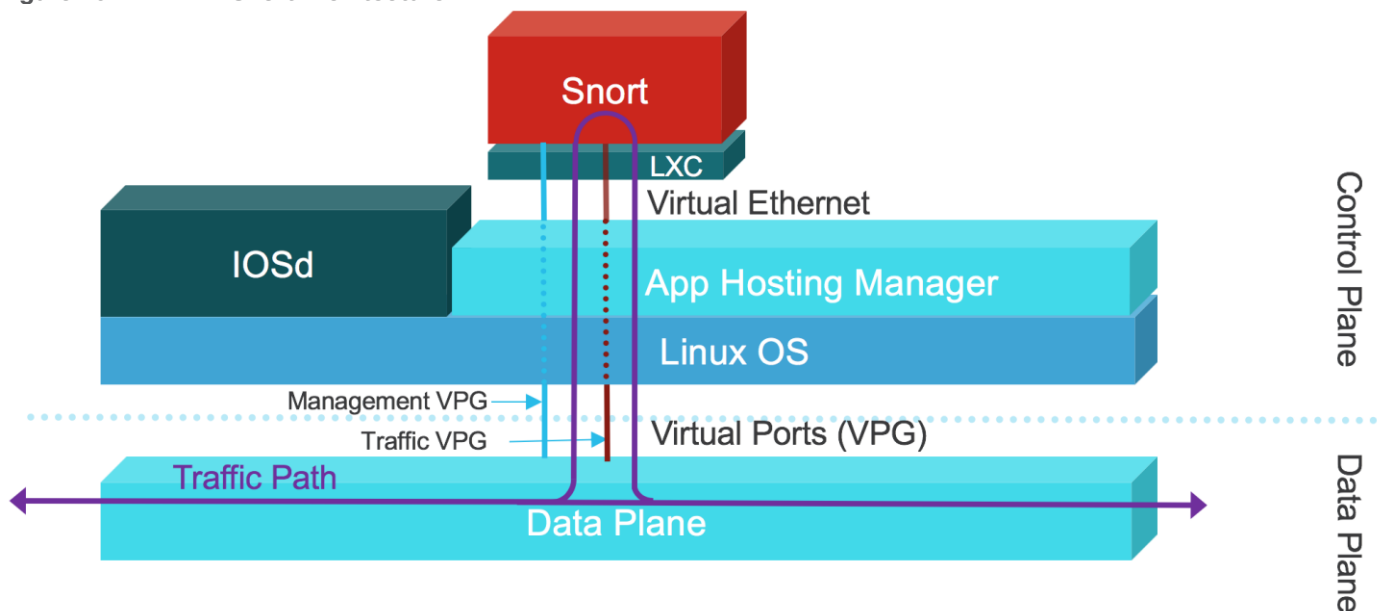 Snort
LXC
Virtual Ethernet
IOSd
App Hosting Manager
Linux OS
Management VPG
Traffic VPG
Virtual Ports (VPG)
Traffic Path
Data Plane
Control Plane
Data Plane